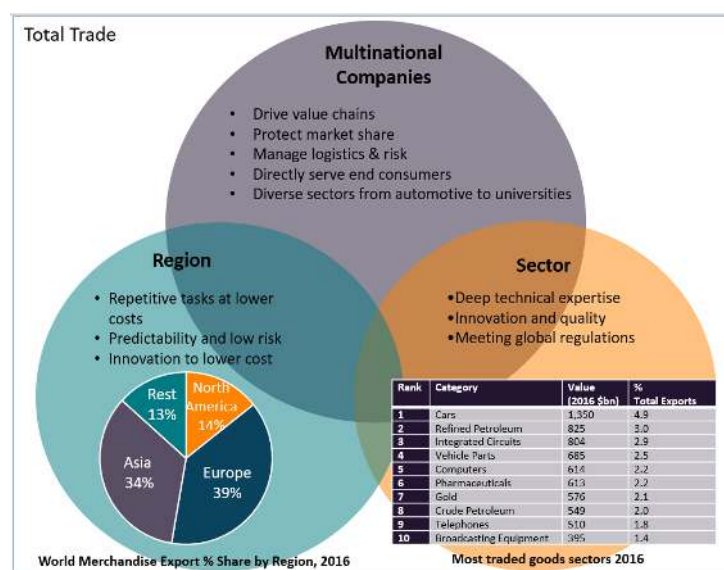 Total Trade
Multinational
Companies
• Drive value chains
• Protect market share
• Manage logistics & risk
• Directly serve end consumers
• Diverse sectors from automotive to universities
Region
• Repetitive tasks at lower
costs
• Predictability and low risk
• Innovation to lower cost
Rest
13%
North
America
14%
Asia
34%
Europe
39%
World Merchandise Export % Share by Region, 2016
Sector
•Deep technical expertise
•Innovation and quality
•Meeting global regulations
Rank Category Value (2016 $bn) % Total Exports
1 Cars 1,350 4.9
2 Refined Petroleum 825 3.0
3 Integrated Circuits 804 2.9
4 Vehicle Parts 685 2.5
5 Computers 614 2.2
6 Pharmaceuticals 613 2.2
7 Gold 576 2.1
8 Crude Petroleum 549 2.0
9 Telephones 510 1.8
10 Broadcasting Equipment 395 1.4
Most traded goods sectors 2016